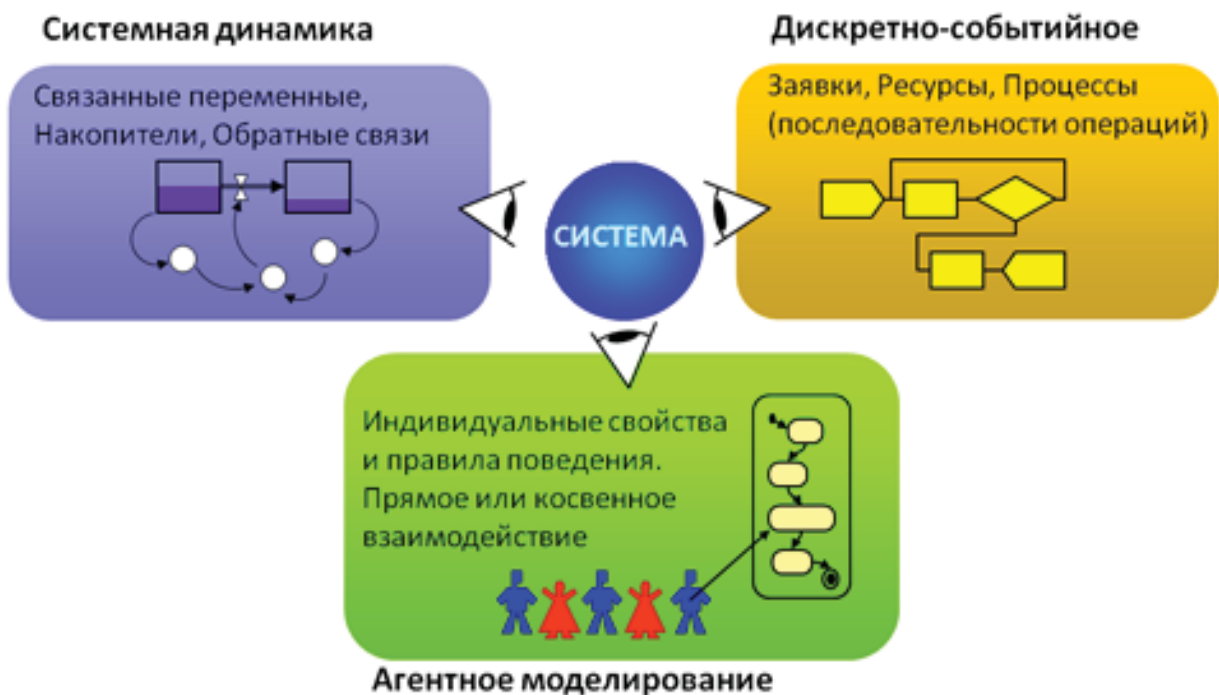 Системная динамика
Связанные переменные,
Накопители, Обратные связи
Дискретно-событийное
Заявки, Ресурсы, Процессы
(последовательности операций)
СИСТЕМА
Индивидуальные свойства
и правила поведения.
Прямое или косвенное
взаимодействие
Агентное моделирование